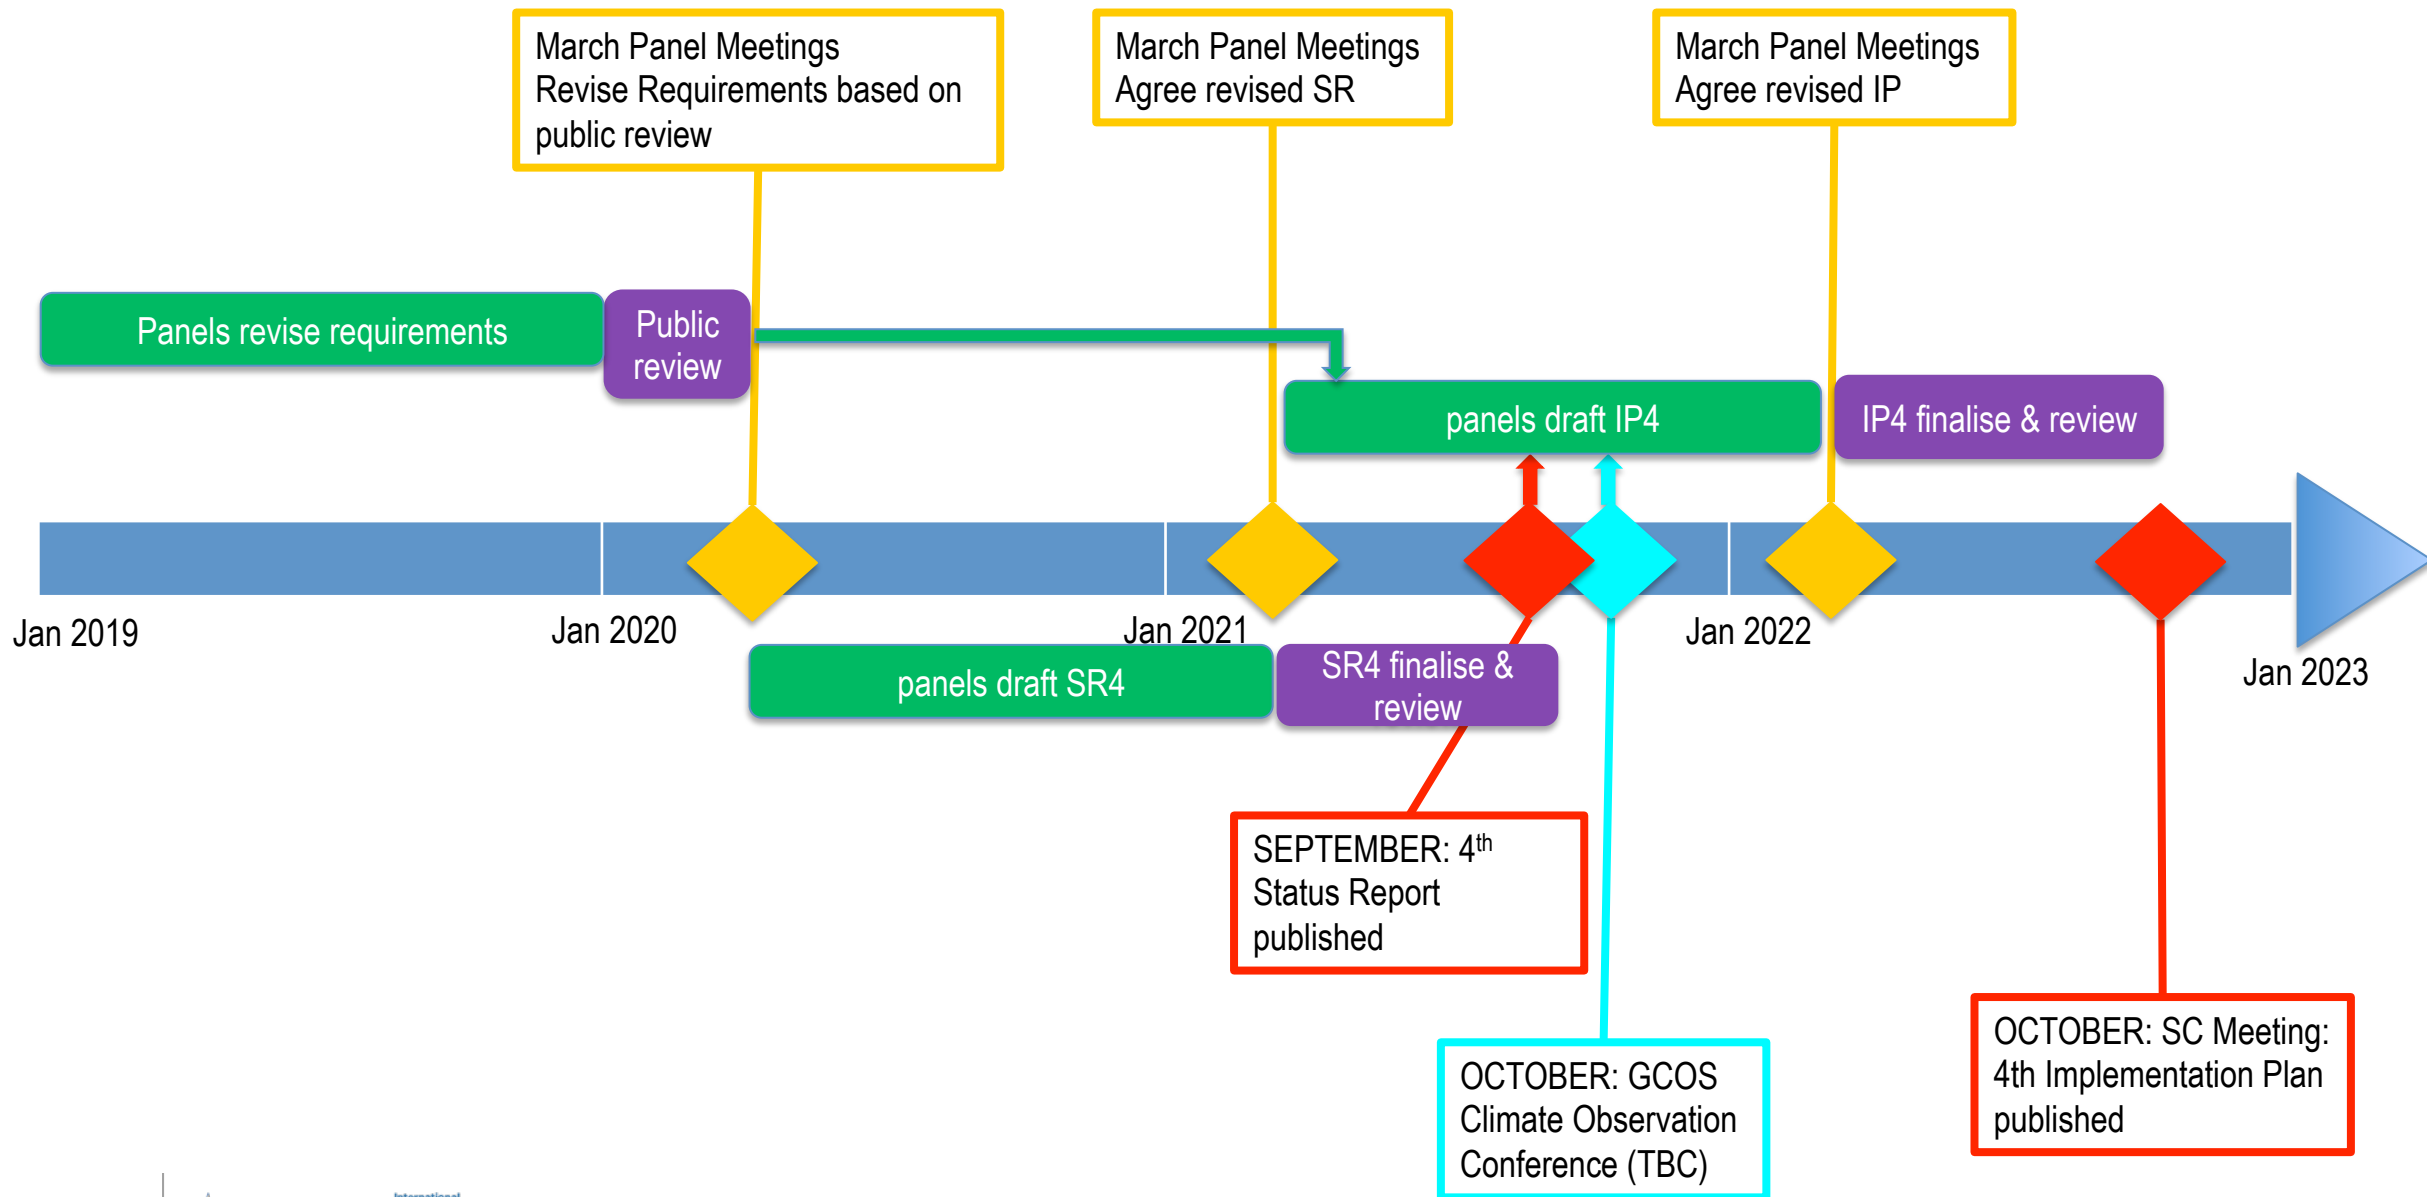 March Panel Meetings
Revise Requirements based on
public review
March Panel Meetings
Agree revised SR
March Panel Meetings
Agree revised IP
Panels revise requirements
Public
review
panels draft IP4
IP4 finalise & review
Jan 2019
Jan 2020
Jan 2021
Jan 2022
Jan 2023
panels draft SR4
SR4 finalise &
review
SEPTEMBER: 4th
Status Report
published
OCTOBER: GCOS
Climate Observation
Conference (TBC)
OCTOBER: SC Meeting:
4th Implementation Plan
published
International